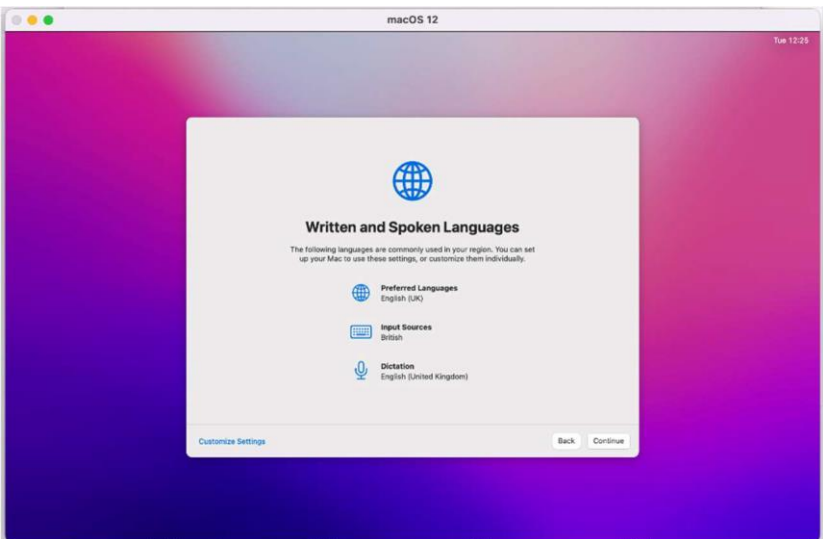 macOS 12
Tue 12:25
Written and Spoken Languages
The following languages are commonly used in your region. You can set
up your Mac to use these settings, or customize them individually.
Preferred Languages
English (UK)
Input Sources
British
Dictation
English (United Kingdom)
Customize Settings
Back
Continue